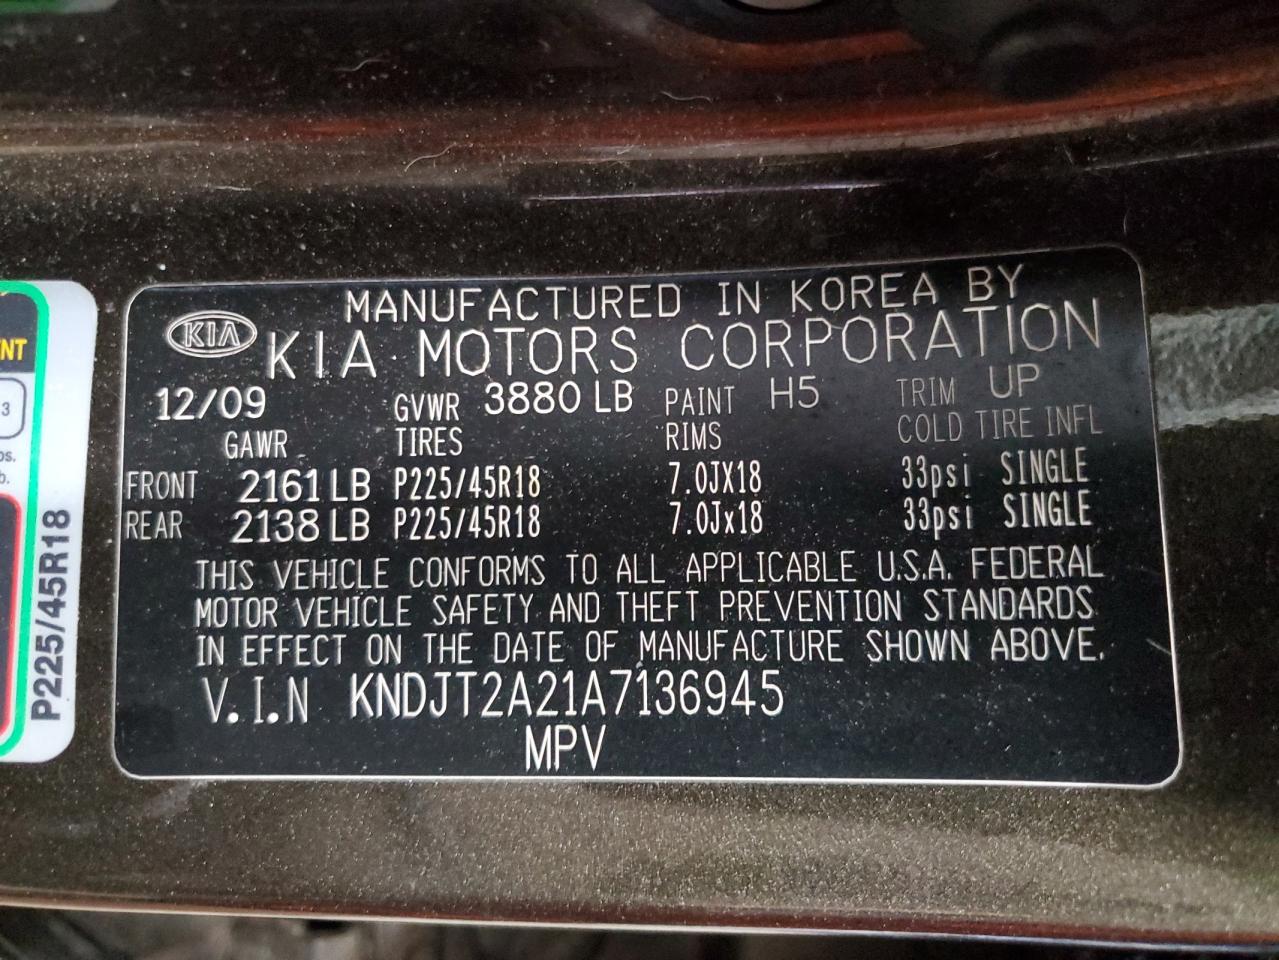 MANUFACTURED IN KOREA BY
KIA KIA MOTORS CORPORATION
12/09 GVWR 3880 LB PAINT H5 TRIM UP
GAWR TIRES RIMS COLD TIRE INFL
FRONT 2161 LB P225/45R18 7.0JX18 33psi SINGLE
REAR 2138 LB P225/45R18 7.0Jx18 33psi SINGLE
THIS VEHICLE CONFORMS TO ALL APPLICABLE U.S.A. FEDERAL
MOTOR VEHICLE SAFETY AND THEFT PREVENTION STANDARDS
IN EFFECT ON THE DATE OF MANUFACTURE SHOWN ABOVE.
V.I.N KNDJT2A21A7136945
MPV
P225/45R18
3